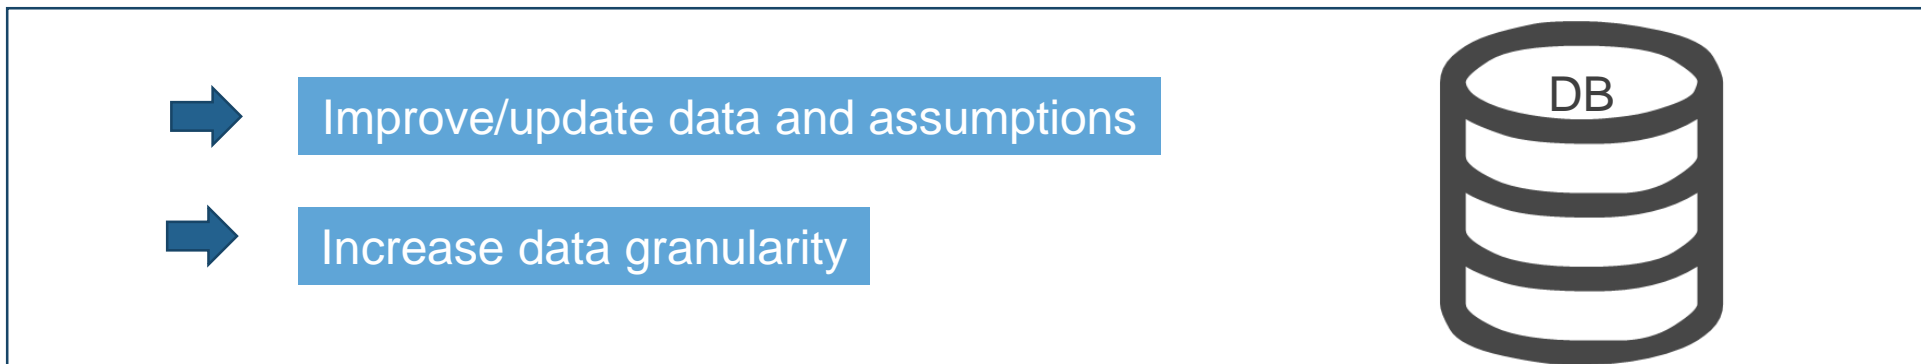 Improve/update data and assumptions
DB
Increase data granularity